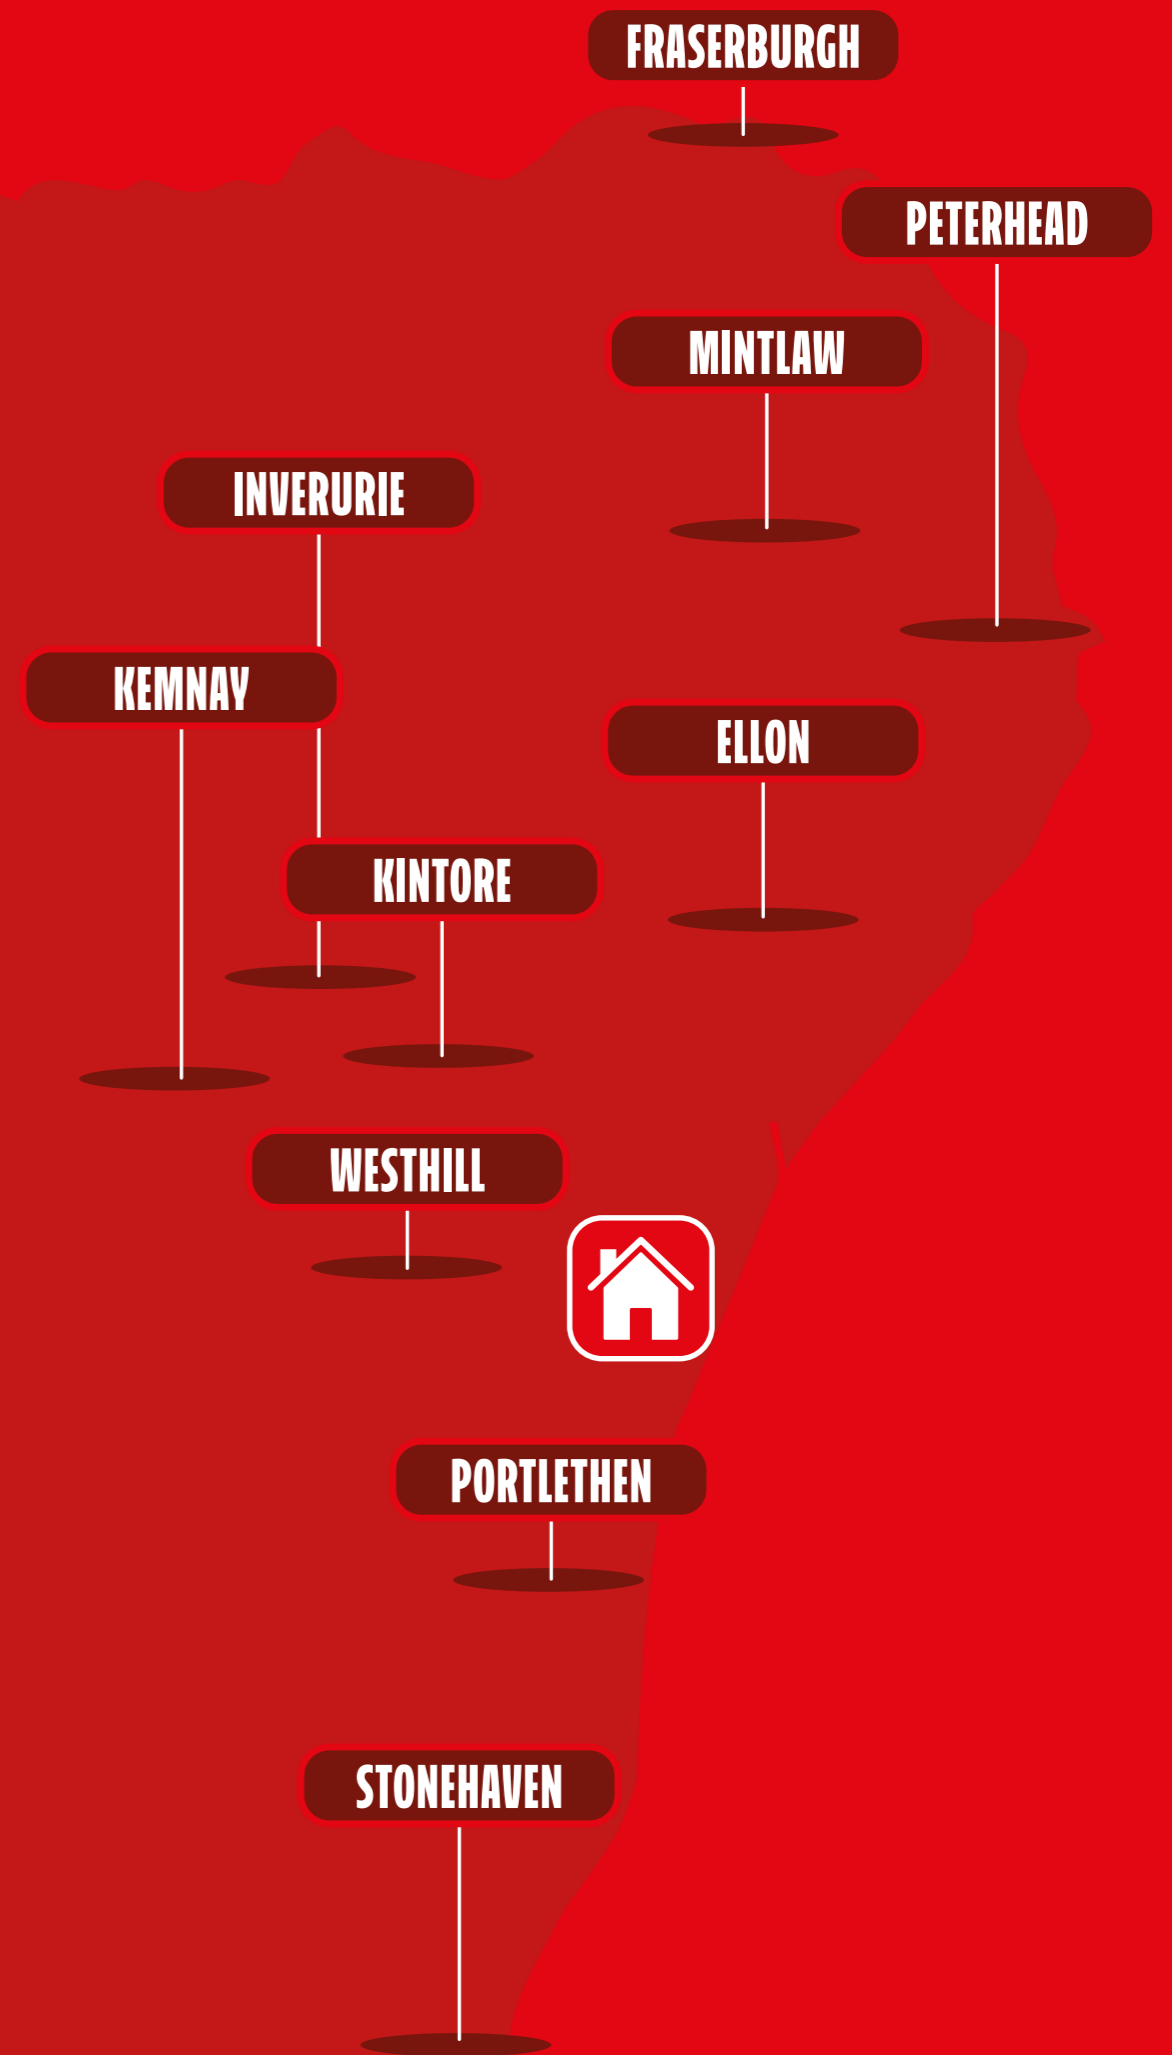 FRASERBURGH
PETERHEAD
MINTLAW
INVERURIE
KEMNAY
ELLON
KINTORE
WESTHILL
PORTLETHEN
STONEHAVEN